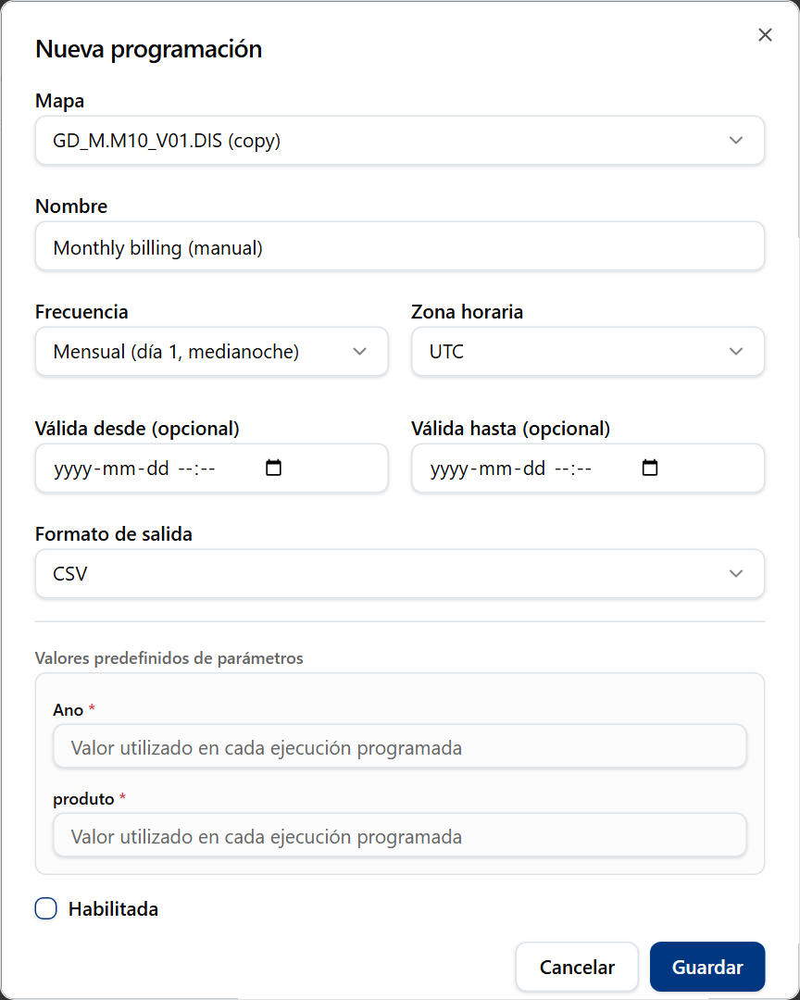 Nueva programación
Mapa
GD_M.M10_V01.DIS (copy)
Nombre
Monthly billing (manual)
Frecuencia
Zona horaria
Mensual (día 1, medianoche)
UTC
Válida desde (opcional)
Válida hasta (opcional)
yyyy-mm-dd --:--
yyyy-mm-dd --:--
Formato de salida
CSV
Valores predefinidos de parámetros
Ano *
Valor utilizado en cada ejecución programada
produto *
Valor utilizado en cada ejecución programada
Habilitada
Cancelar
Guardar